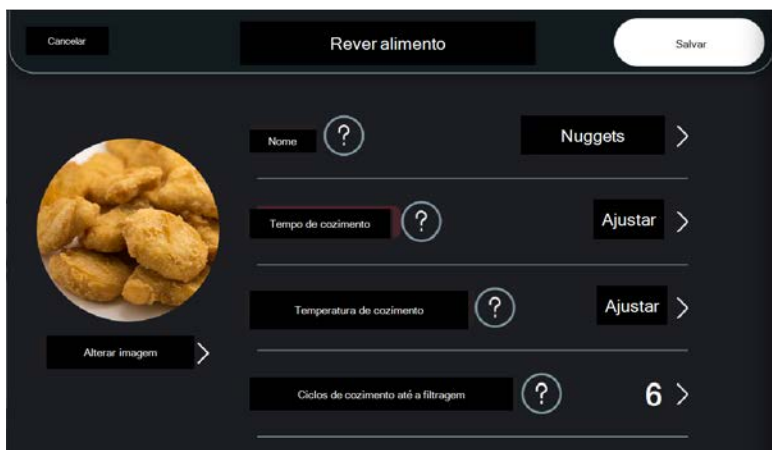 Cancelar
Rever alimento
Salvar
Nome ?
Nuggets
Tempo de cozimento ?
Ajustar
Temperatura de cozimento ?
Ajustar
Alterar imagem
Ciclos de cozimento até a filtragem ?
6